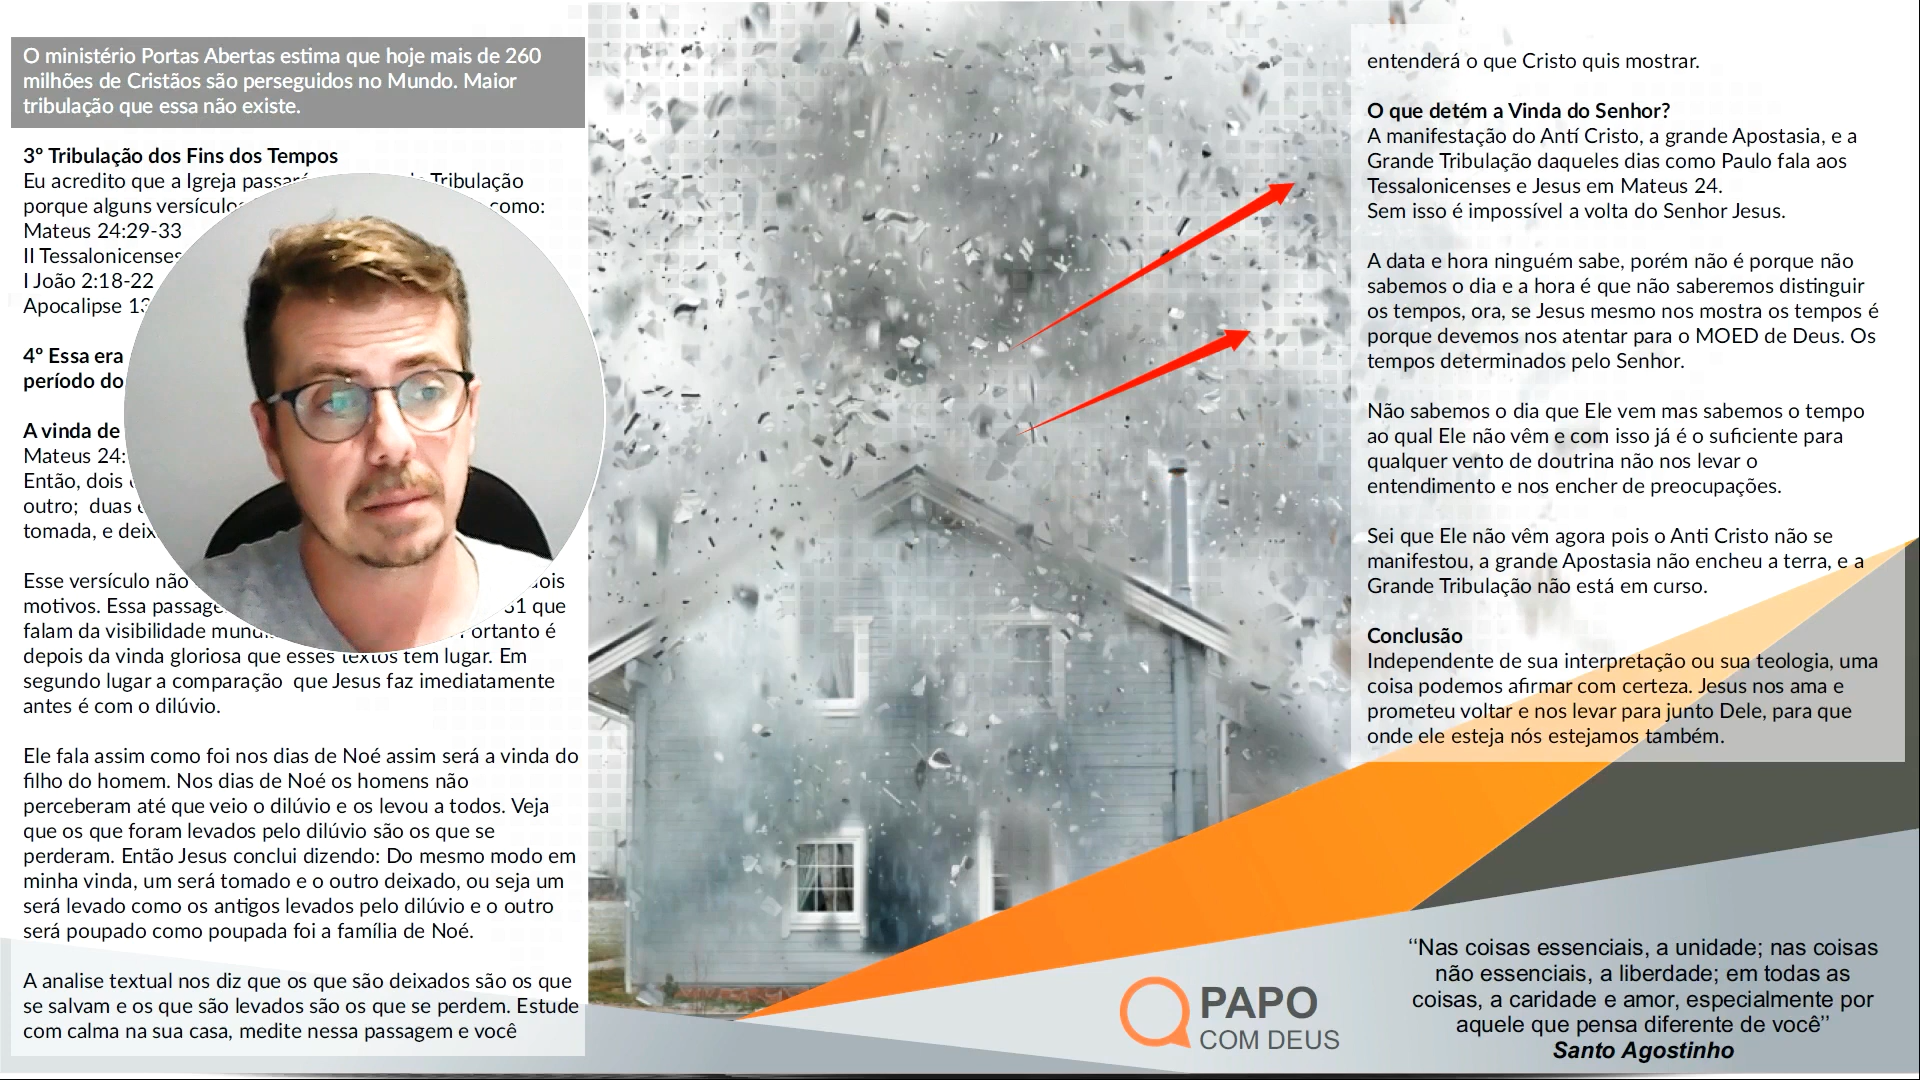 O ministério Portas Abertas estima que hoje mais de 260
milhões de Cristãos são perseguidos no Mundo. Maior
tribulação que essa não existe.
3º Tribulação dos Fins dos Tempos
Eu acredito que a Igreja Tribulação
porque alguns como:
Mateus 24:29-33
II Tessalonicenses
I João 2:18-22
Apocalipse
4º Essa era
período do
A vinda de
Mateus 24:
Então, dois
outro; duas
tomada, e
Esse versículo não
motivos. Essa que
falam da visibilidade é
depois da vinda gloriosa que esses textos tem lugar. Em
segundo lugar a comparação que Jesus faz imediatamente
antes é com o dilúvio.
Ele fala assim como foi nos dias de Noé assim será a vinda do
filho do homem. Nos dias de Noé os homens não
perceberam até que veio o dilúvio e os levou a todos. Veja
que os que foram levados pelo dilúvio são os que se
perderam. Então Jesus conclui dizendo: Do mesmo modo em
minha vinda, um será tomado e o outro deixado, ou seja um
será levado como os antigos levados pelo dilúvio e o outro
será poupado como poupada foi a família de Noé.
A analise textual nos diz que os que são deixados são os que
se salvam e os que são levados são os que se perdem. Estude
com calma na sua casa, medite nessa passagem e você
entenderá o que Cristo quis mostrar.
O que detém a Vinda do Senhor?
A manifestação do Antí Cristo, a grande Apostasia, e a
Grande Tribulação daqueles dias como Paulo fala aos
Tessalonicenses e Jesus em Mateus 24.
Sem isso é impossível a volta do Senhor Jesus.
A data e hora ninguém sabe, porém não é porque não
sabemos o dia e a hora é que não saberemos distinguir
os tempos, ora, se Jesus mesmo nos mostra os tempos é
porque devemos nos atentar para o MOED de Deus. Os
tempos determinados pelo Senhor.
Não sabemos o dia que Ele vem mas sabemos o tempo
ao qual Ele não vêm e com isso já é o suficiente para
qualquer vento de doutrina não nos levar o
entendimento e nos encher de preocupações.
Sei que Ele não vêm agora pois o Anti Cristo não se
manifestou, a grande Apostasia não encheu a terra, e a
Grande Tribulação não está em curso.
Conclusão
Independente de sua interpretação ou sua teologia, uma
coisa podemos afirmar com certeza. Jesus nos ama e
prometeu voltar e nos levar para junto Dele, para que
onde ele esteja nós estejamos também.
PAPO
COM DEUS
‘‘Nas coisas essenciais, a unidade; nas coisas
não essenciais, a liberdade; em todas as
coisas, a caridade e amor, especialmente por
aquele que pensa diferente de você’’
Santo Agostinho